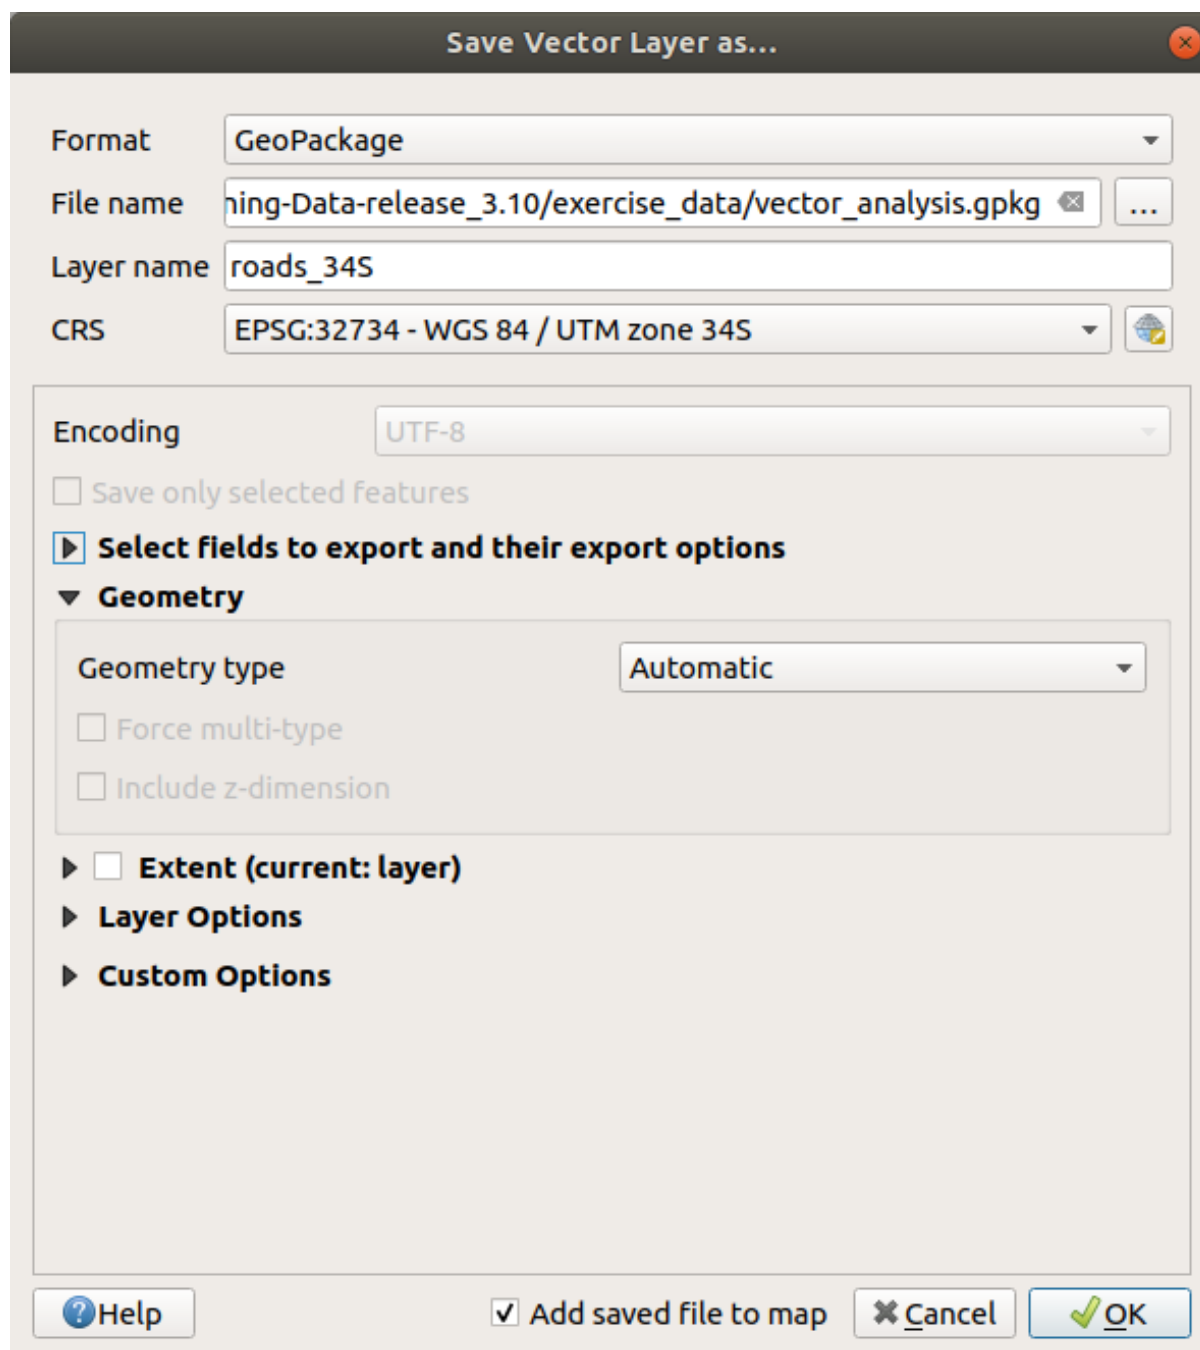 Save Vector Layer as...
Format GeoPackage
File name ning-Data-release_3.10/exercise_data/vector_analysis.gpkg ...
Layer name roads_34S
CRS EPSG:32734 - WGS 84 / UTM zone 34S
Encoding UTF-8
Save only selected features
Select fields to export and their export options
Geometry
Geometry type Automatic
Force multi-type
Include z-dimension
Extent (current: layer)
Layer Options
Custom Options
Help Add saved file to map Cancel OK